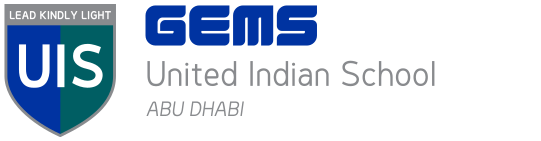 LEAD KINDLY LIGHT
UIS
GEMS
United Indian School
ABU DHABI